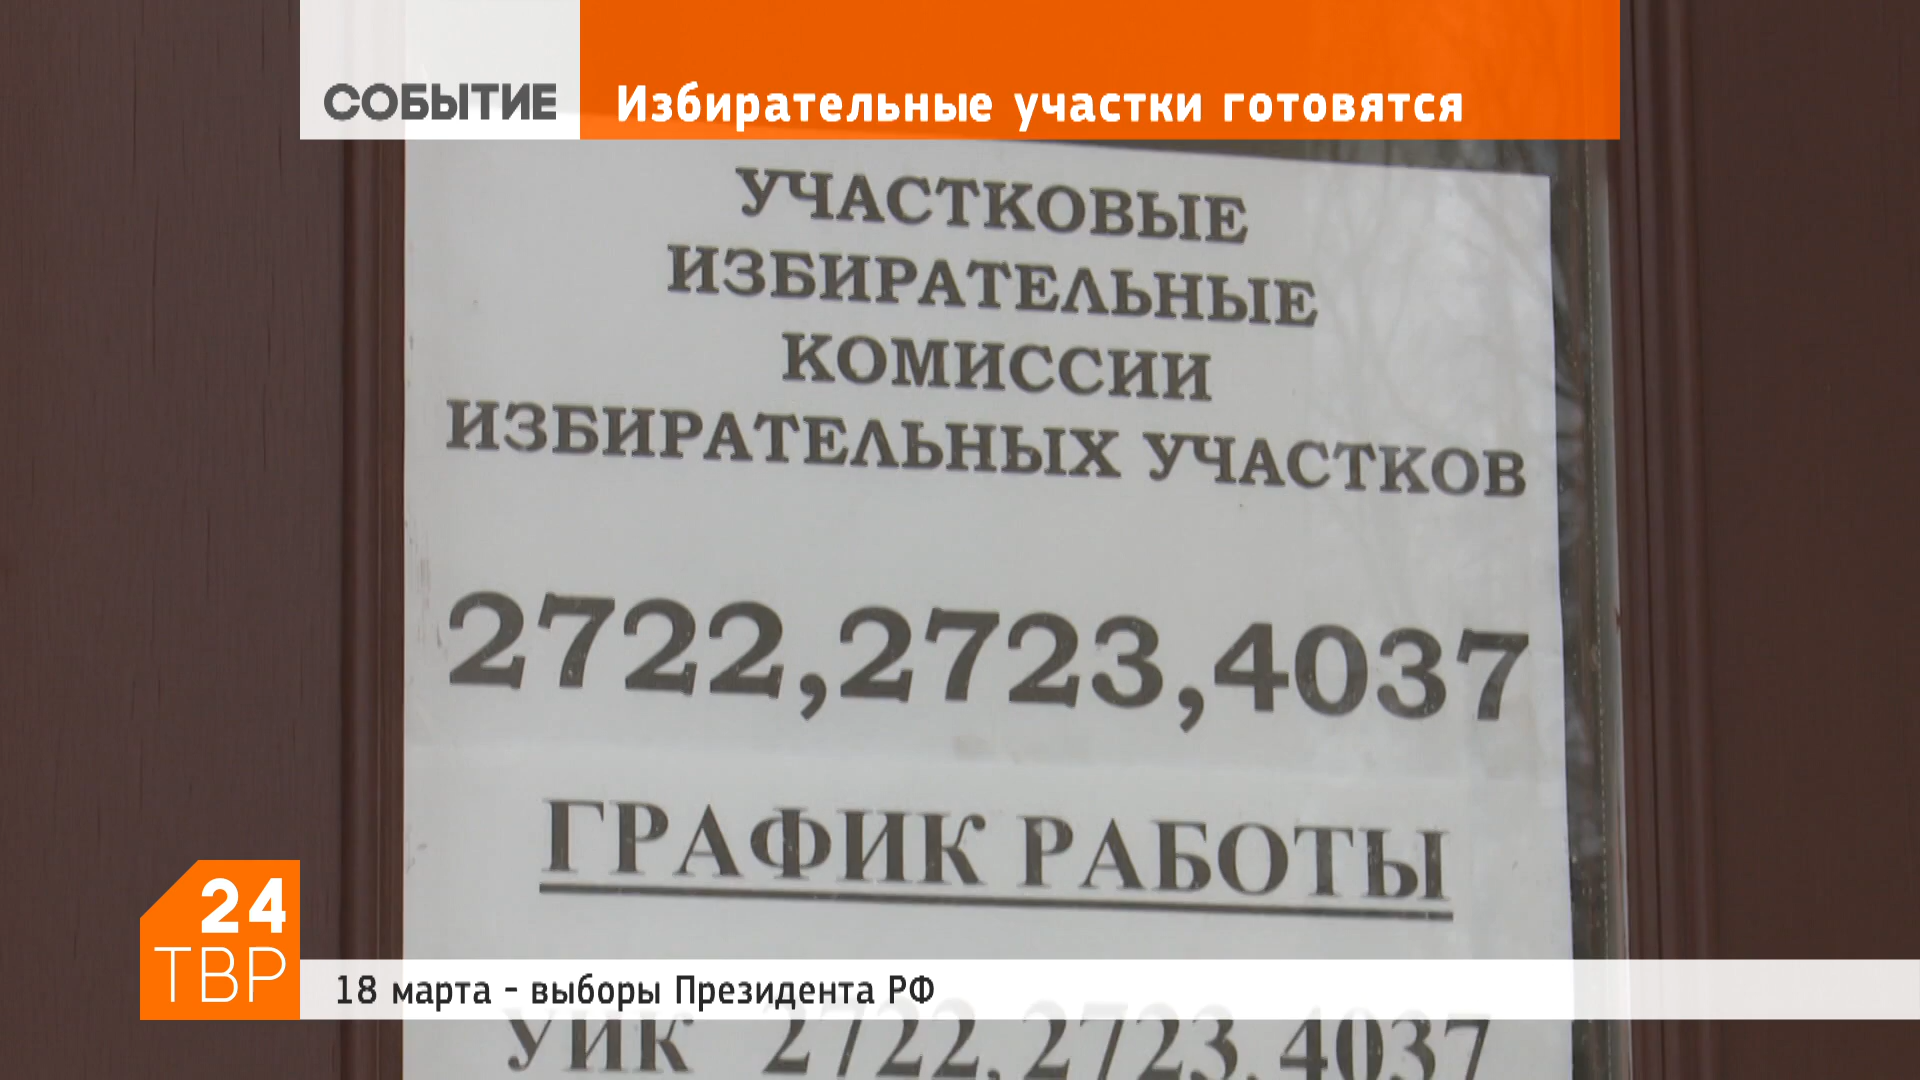 СОБЫТИЕ
Избирательные участки готовятся
УЧАСТКОВЫЕ
ИЗБИРАТЕЛЬНЫЕ
КОМИССИИ
ИЗБИРАТЕЛЬНЫХ УЧАСТКОВ
2722,2723,4037
ГРАФИК РАБОТЫ
24
ТВР
18 марта - выборы Президента РФ
УИК 2722, 2723, 4037